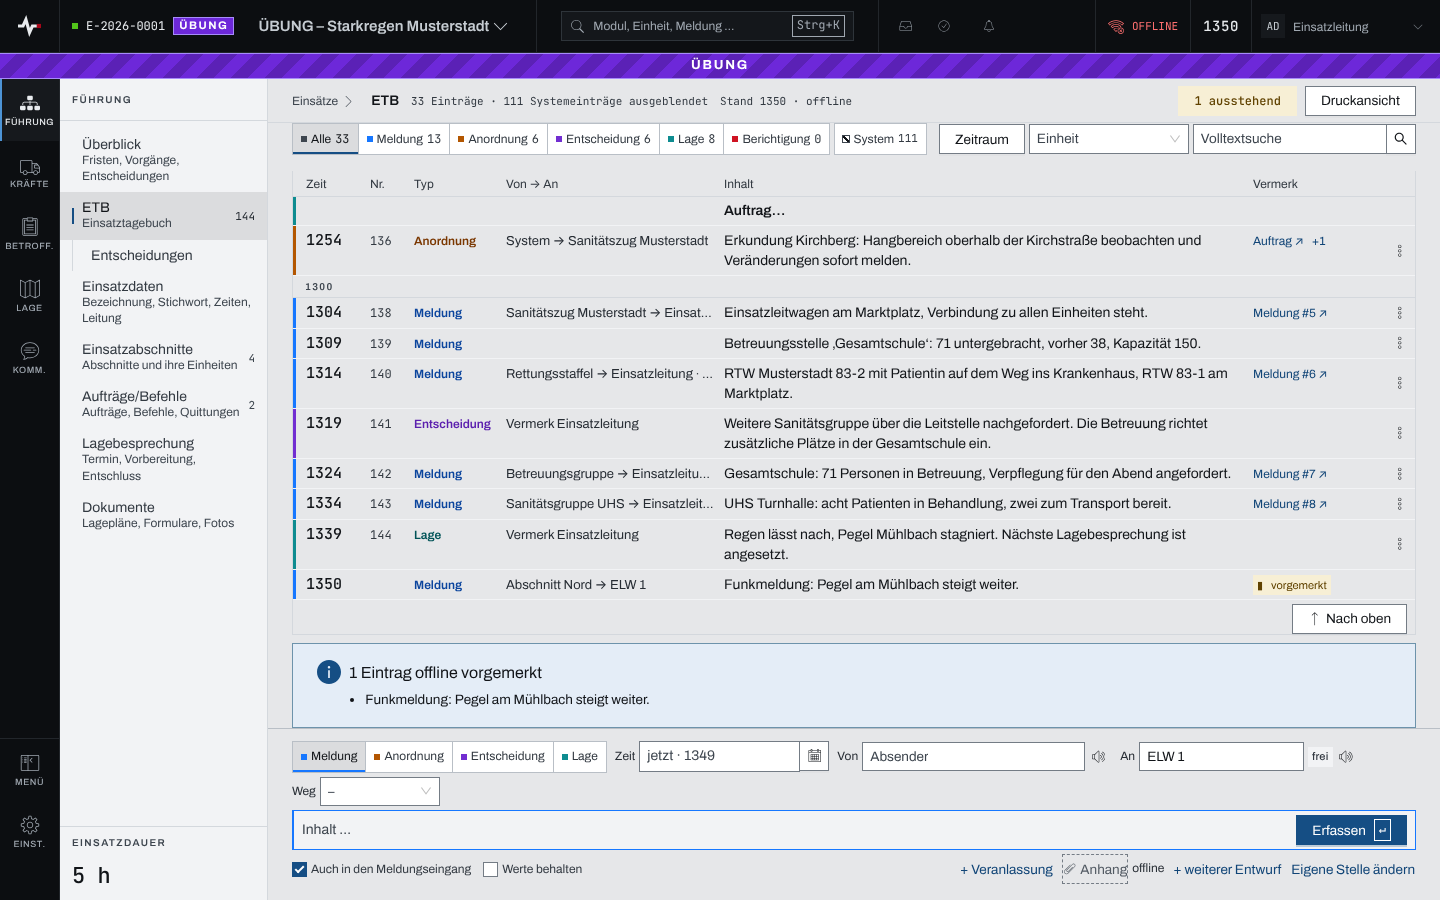 E-2026-0001 ÜBUNG ÜBUNG – Starkregen Musterstadt Modul, Einheit, Meldung ... Strg+K OFFLINE 1350 AD Einsatzleitung
ÜBUNG
FÜHRUNG
KRÄFTE
BETROFF.
LAGE
KOMM.
MENÜ
EINST.
FÜHRUNG
Überblick
Fristen, Vorgänge,
Entscheidungen
ETB
Einsatztagebuch 144
Entscheidungen
Einsatzdaten
Bezeichnung, Stichwort, Zeiten,
Leitung
Einsatzabschnitte
Abschnitte und ihre Einheiten 4
Aufträge/Befehle
Aufträge, Befehle, Quittungen 2
Lagebesprechung
Termin, Vorbereitung,
Entschluss
Dokumente
Lagepläne, Formulare, Fotos
EINSATZDAUER
5 h
Einsätze ETB 33 Einträge · 111 Systemeinträge ausgeblendet Stand 1350 · offline 1 ausstehend Druckansicht
Alle 33 Meldung 13 Anordnung 6 Entscheidung 6 Lage 8 Berichtigung 0 System 111 Zeitraum Einheit Volltextsuche
Zeit Nr. Typ Von → An Inhalt Vermerk
Auftrag...
1254 136 Anordnung System → Sanitätszug Musterstadt Erkundung Kirchberg: Hangbereich oberhalb der Kirchstraße beobachten und Auftrag ↗ +1
Veränderungen sofort melden.
1300
1304 138 Meldung Sanitätszug Musterstadt → Einsat... Einsatzleitwagen am Marktplatz, Verbindung zu allen Einheiten steht. Meldung #5 ↗
1309 139 Meldung Betreuungsstelle ‚Gesamtschule‘: 71 untergebracht, vorher 38, Kapazität 150.
1314 140 Meldung Rettungsstaffel → Einsatzleitung · ... RTW Musterstadt 83-2 mit Patientin auf dem Weg ins Krankenhaus, RTW 83-1 am Meldung #6 ↗
Marktplatz.
1319 141 Entscheidung Vermerk Einsatzleitung Weitere Sanitätsgruppe über die Leitstelle nachgefordert. Die Betreuung richtet
zusätzliche Plätze in der Gesamtschule ein.
1324 142 Meldung Betreuungsgruppe → Einsatzleitu... Gesamtschule: 71 Personen in Betreuung, Verpflegung für den Abend angefordert. Meldung #7 ↗
1334 143 Meldung Sanitätsgruppe UHS → Einsatzleit... UHS Turnhalle: acht Patienten in Behandlung, zwei zum Transport bereit. Meldung #8 ↗
1339 144 Lage Vermerk Einsatzleitung Regen lässt nach, Pegel Mühlbach stagniert. Nächste Lagebesprechung ist
angesetzt.
1350 Meldung Abschnitt Nord → ELW 1 Funkmeldung: Pegel am Mühlbach steigt weiter. vorgemerkt
↑ Nach oben
1 Eintrag offline vorgemerkt
• Funkmeldung: Pegel am Mühlbach steigt weiter.
Meldung Anordnung Entscheidung Lage Zeit jetzt · 1349 Von Absender An ELW 1 frei
Weg –
Inhalt ... Erfassen ↵
Auch in den Meldungseingang Werte behalten + Veranlassung Anhang offline + weiterer Entwurf Eigene Stelle ändern